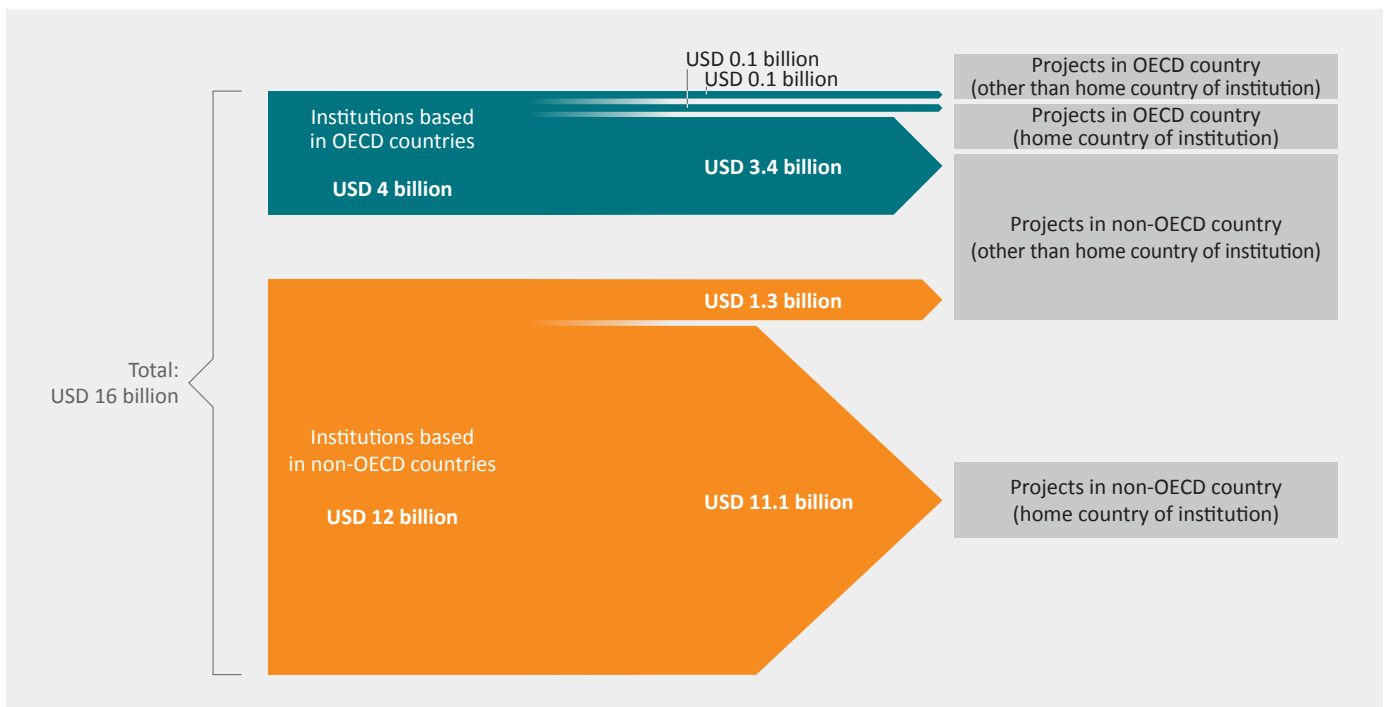 USD 0.1 billion
USD 0.1 billion
Projects in OECD country
(other than home country of institution)
Institutions based
in OECD countries
USD 4 billion
Projects in OECD country
(home country of institution)
USD 3.4 billion
Projects in non-OECD country
(other than home country of institution)
USD 1.3 billion
Total:
USD 16 billion
Institutions based
in non-OECD countries
USD 12 billion
USD 11.1 billion
Projects in non-OECD country
(home country of institution)